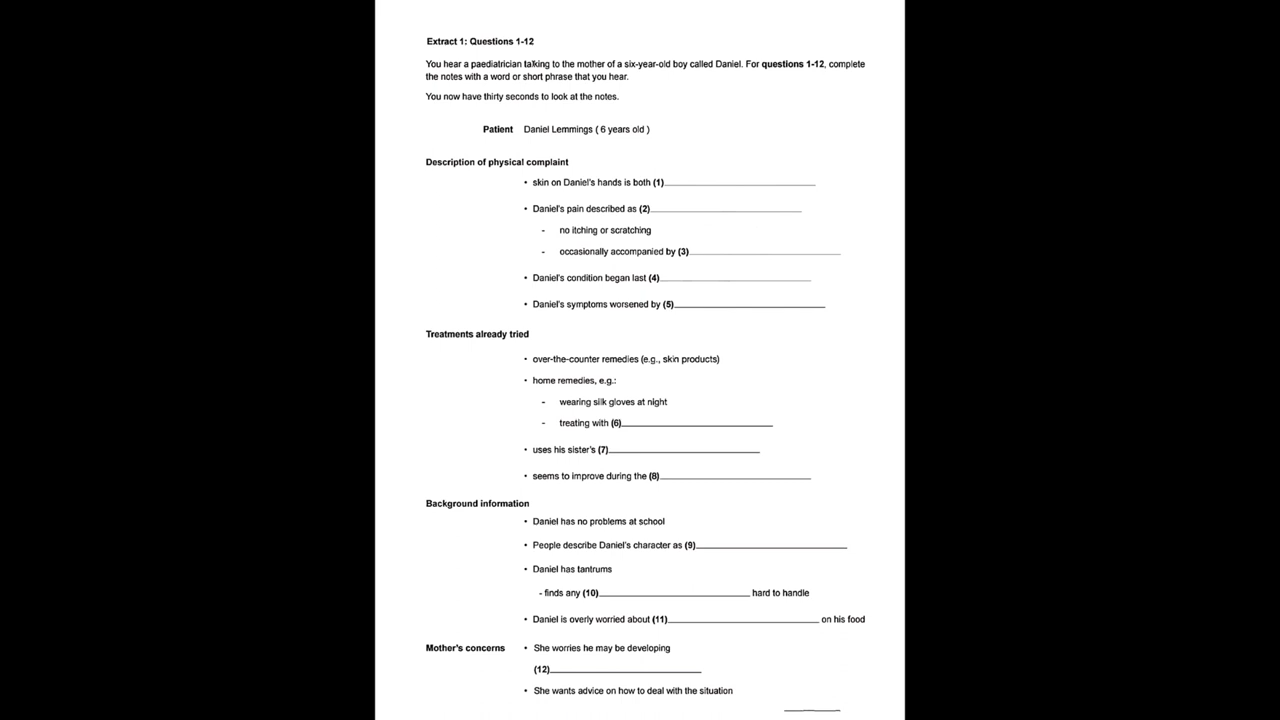 Extract 1: Questions 1-12
You hear a paediatrician talking to the mother of a six-year-old boy called Daniel. For questions 1-12, complete
the notes with a word or short phrase that you hear.
You now have thirty seconds to look at the notes.
Patient Daniel Lemmings ( 6 years old )
Description of physical complaint
• skin on Daniel's hands is both (1)
• Daniel's pain described as (2)
- no itching or scratching
- occasionally accompanied by (3)
• Daniel's condition began last (4)
• Daniel's symptoms worsened by (5)
Treatments already tried
• over-the-counter remedies (e.g., skin products)
• home remedies, e.g.:
- wearing silk gloves at night
- treating with (6)
• uses his sister's (7)
• seems to improve during the (8)
Background information
• Daniel has no problems at school
• People describe Daniel's character as (9)
• Daniel has tantrums
- finds any (10) hard to handle
• Daniel is overly worried about (11) on his food
Mother's concerns • She worries he may be developing
(12)
• She wants advice on how to deal with the situation